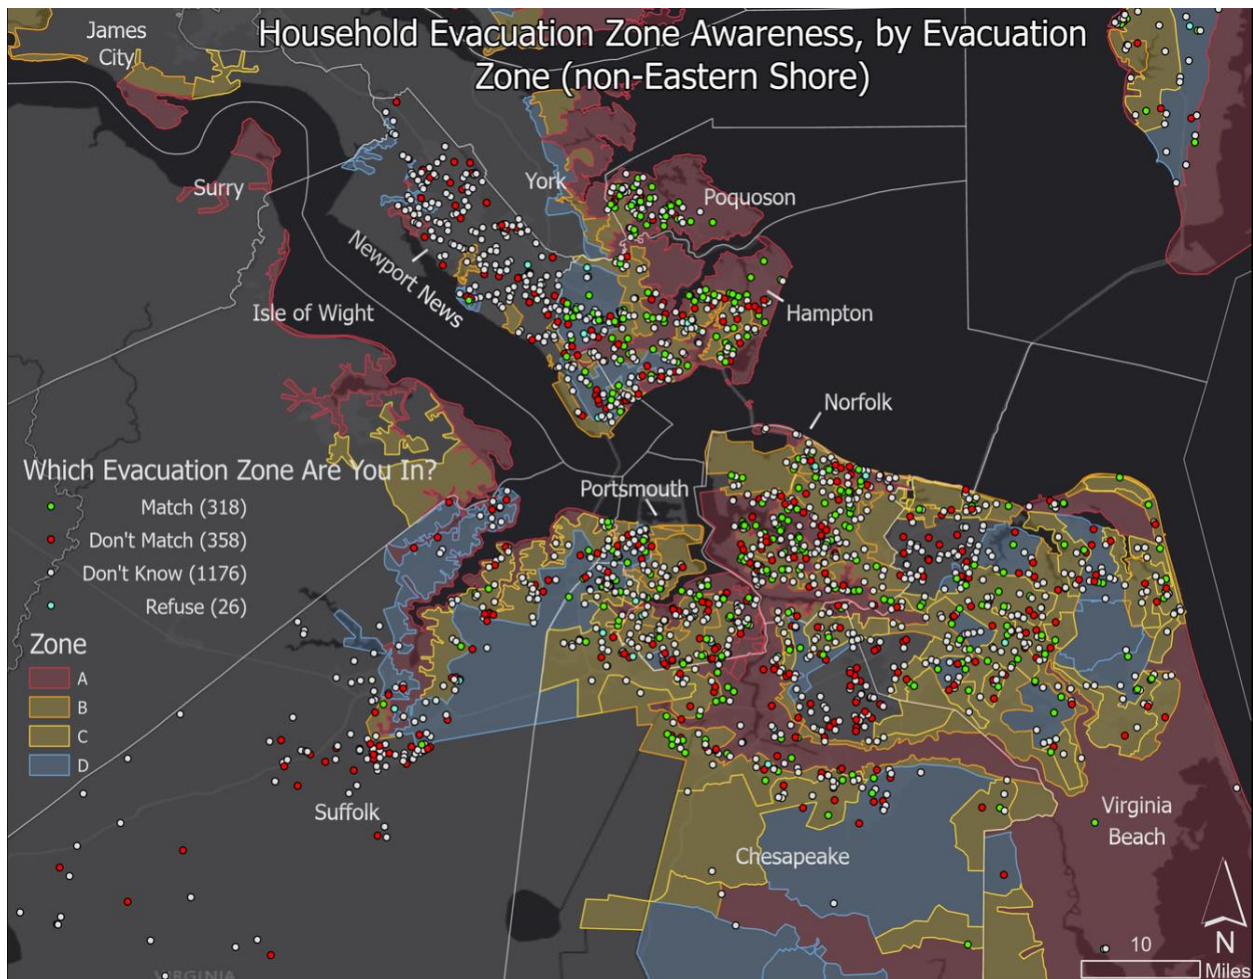 Household Evacuation Zone Awareness, by Evacuation
Zone (non-Eastern Shore)
James
City
Surry
York
Poquoson
Newport News
Isle of Wight
Hampton
Norfolk
Portsmouth
Which Evacuation Zone Are You In?
Match (318)
Don't Match (358)
Don't Know (1176)
Refuse (26)
Zone
A
B
C
D
Suffolk
Chesapeake
Virginia
Beach
N
10
Miles
VIRGINIA